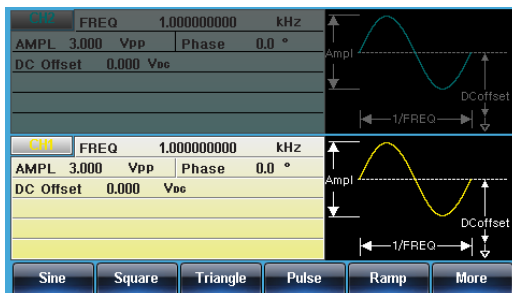 CH2 FREQ 1.000000000 kHz
AMPL 3.000 Vpp Phase 0.0 °
DC Offset 0.000 VDC
Ampl
DCoffset
1/FREQ
CH1 FREQ 1.000000000 kHz
AMPL 3.000 Vpp Phase 0.0 °
DC Offset 0.000 VDC
Ampl
DCoffset
1/FREQ
Sine Square Triangle Pulse Ramp More